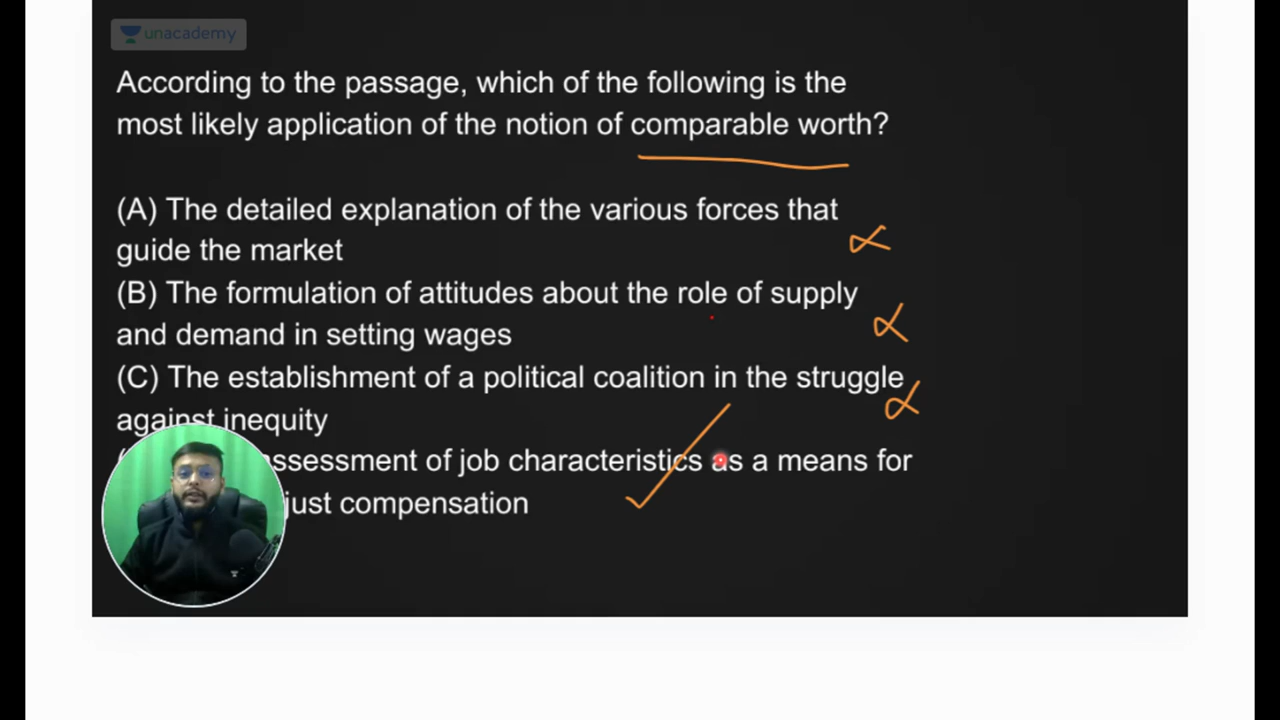 unacademy
According to the passage, which of the following is the
most likely application of the notion of comparable worth?
(A) The detailed explanation of the various forces that
guide the market
(B) The formulation of attitudes about the role of supply
and demand in setting wages
(C) The establishment of a political coalition in the struggle
against inequity
assessment of job characteristics as a means for
just compensation